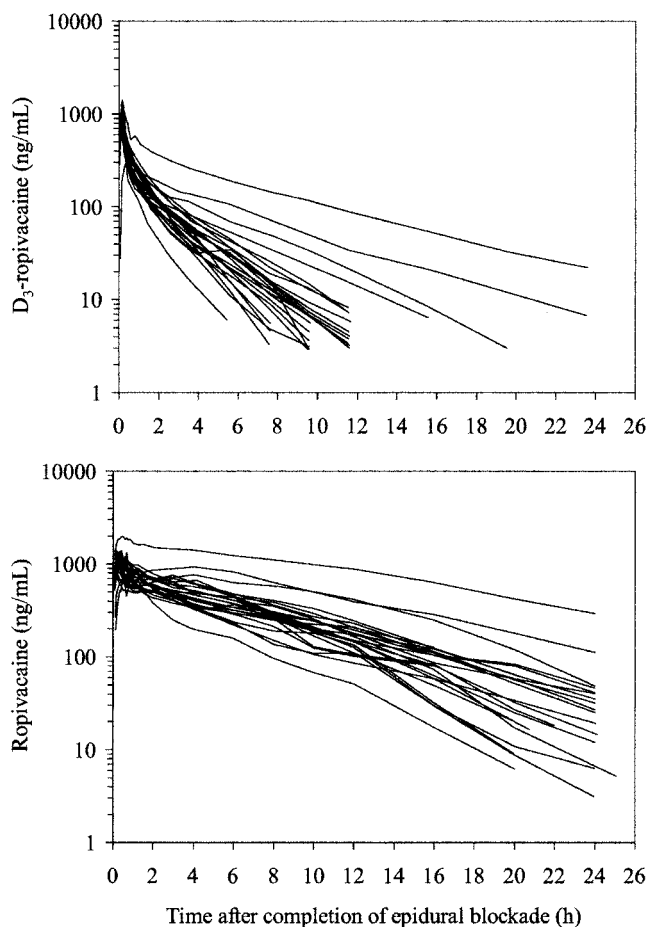 10000
1000
100
10
1
D₃-ropivacaine (ng/mL)
0 2 4 6 8 10 12 14 16 18 20 22 24 26
10000
1000
100
10
1
Ropivacaine (ng/mL)
0 2 4 6 8 10 12 14 16 18 20 22 24 26
Time after completion of epidural blockade (h)